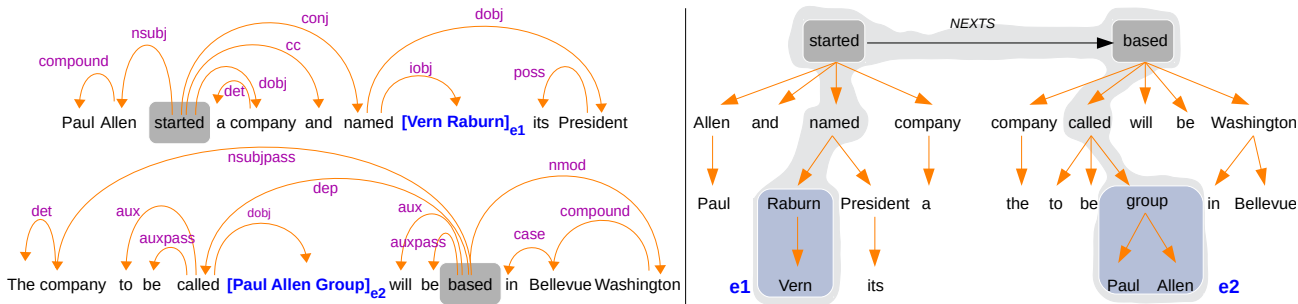 conj
dobj
nsubj
cc
compound
iobj
dobj
det
poss
Paul Allen started a company and named [Vern Raburn]e1 its President
nsubjpass
nmod
dep
det
aux
dobj
aux
compound
auxpass
auxpass
case
The company to be called [Paul Allen Group]e2 will be based in Bellevue Washington
NEXTS
started based
Allen and named company company called will be Washington
Paul Raburn President a the to be group in Bellevue
e1 Vern its Paul Allen e2